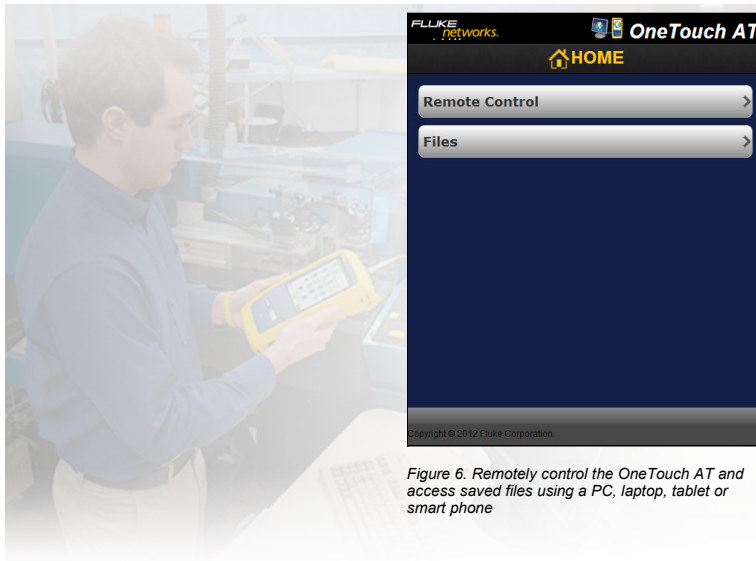 FLUKE
networks.
OneTouch AT
HOME
Remote Control
Files
Copyright © 2012 Fluke Corporation.
Figure 6. Remotely control the OneTouch AT and
access saved files using a PC, laptop, tablet or
smart phone